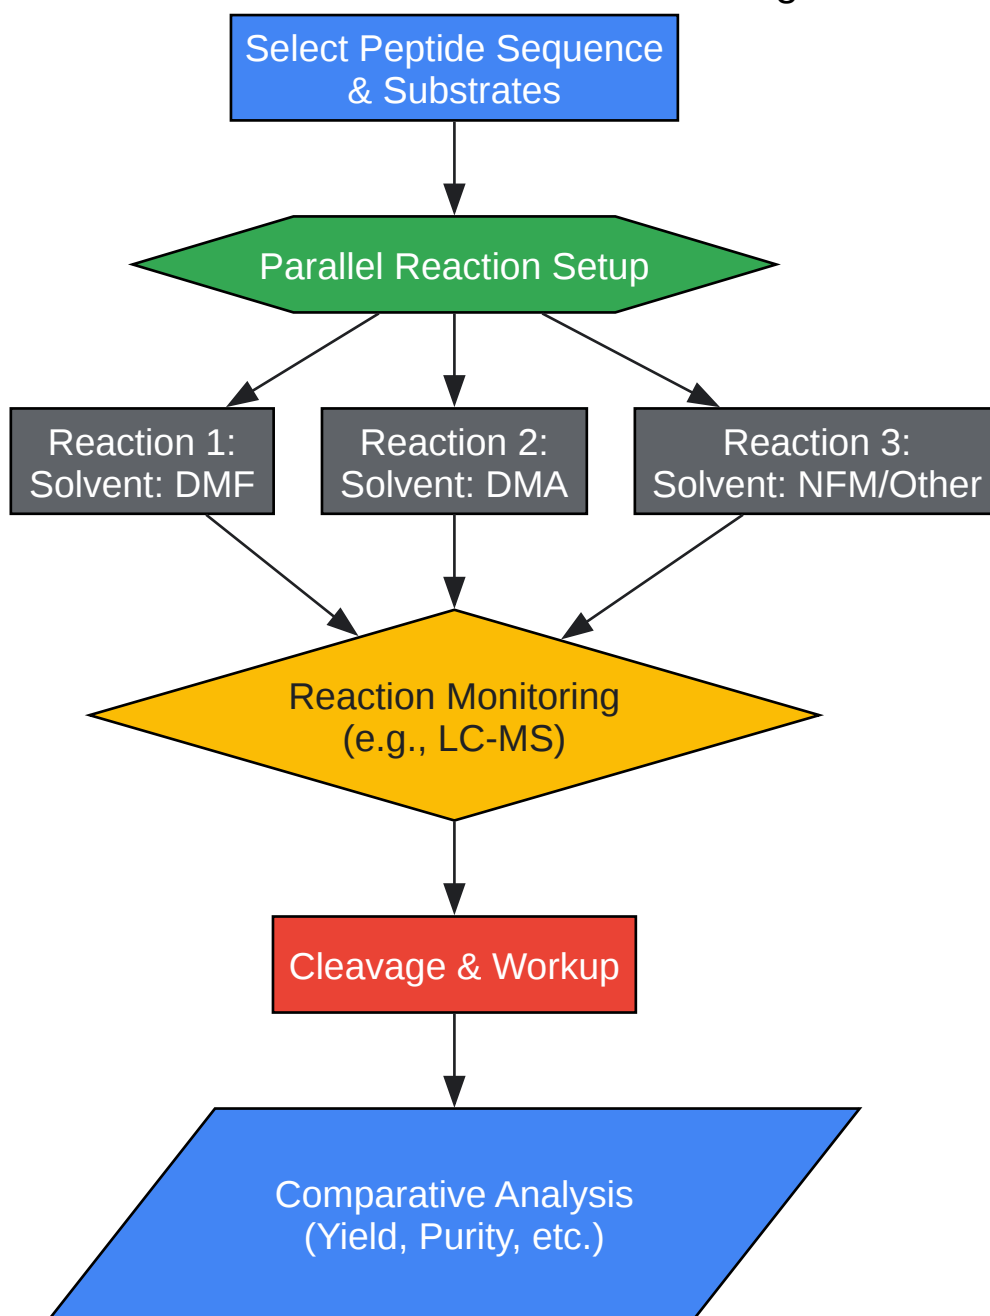 Select Peptide Sequence
& Substrates
Parallel Reaction Setup
Reaction 1:
Solvent: DMF
Reaction 2:
Solvent: DMA
Reaction 3:
Solvent: NFM/Other
Reaction Monitoring
(e.g., LC-MS)
Cleavage & Workup
Comparative Analysis
(Yield, Purity, etc.)